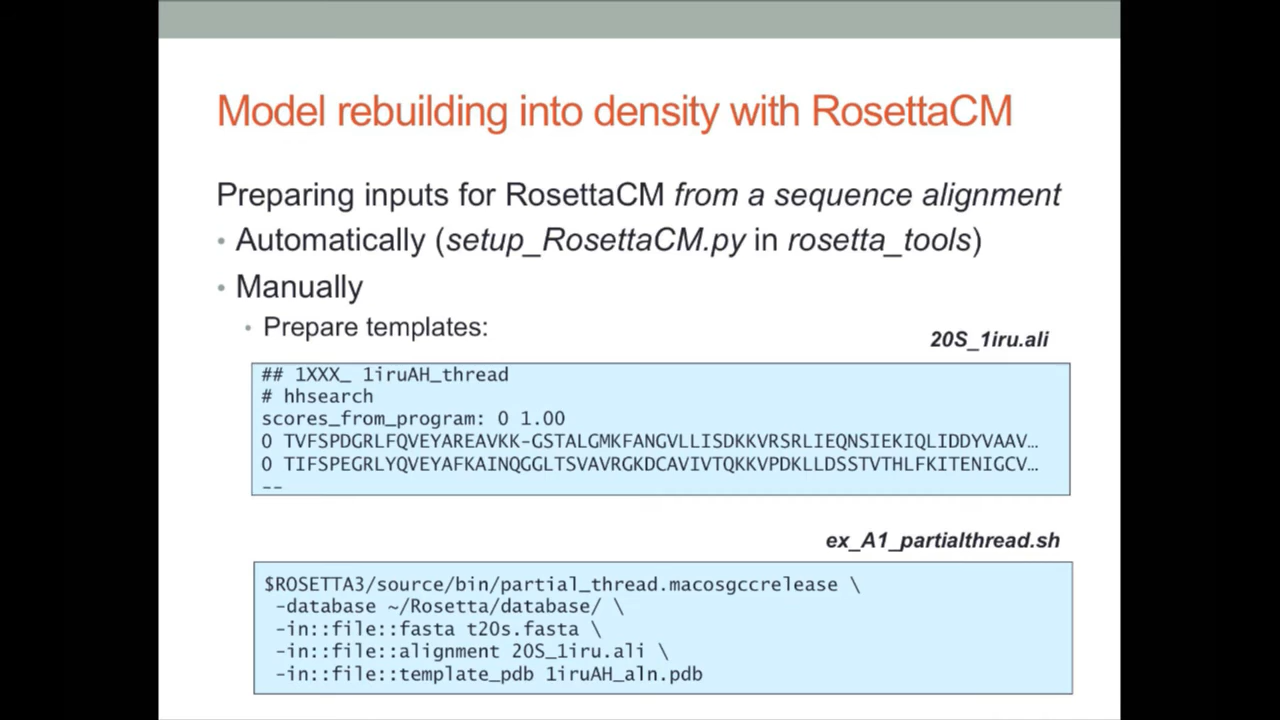 Model rebuilding into density with RosettaCM
Preparing inputs for RosettaCM from a sequence alignment
• Automatically (setup_RosettaCM.py in rosetta_tools)
• Manually
• Prepare templates:
20S_1iru.ali
## 1XXX_ 1iruAH_thread
# hhsearch
scores_from_program: 0 1.00
0 TVFSPDGRLFQVEYAREAVKK-GSTALGMKFANGVLLISDKKVRSRLIEQNSIEKIQLIDDYVAAV…
0 TIFSPEGRLYQVEYAFKAINQGGLTSVAVRGKDCAVIVTQKKVPDKLLDSSTVTHLFKITENIGCV…
--
ex_A1_partialthread.sh
$ROSETTA3/source/bin/partial_thread.macosgccrelease \
-database ~/Rosetta/database/ \
-in::file::fasta t20s.fasta \
-in::file::alignment 20S_1iru.ali \
-in::file::template_pdb 1iruAH_aln.pdb